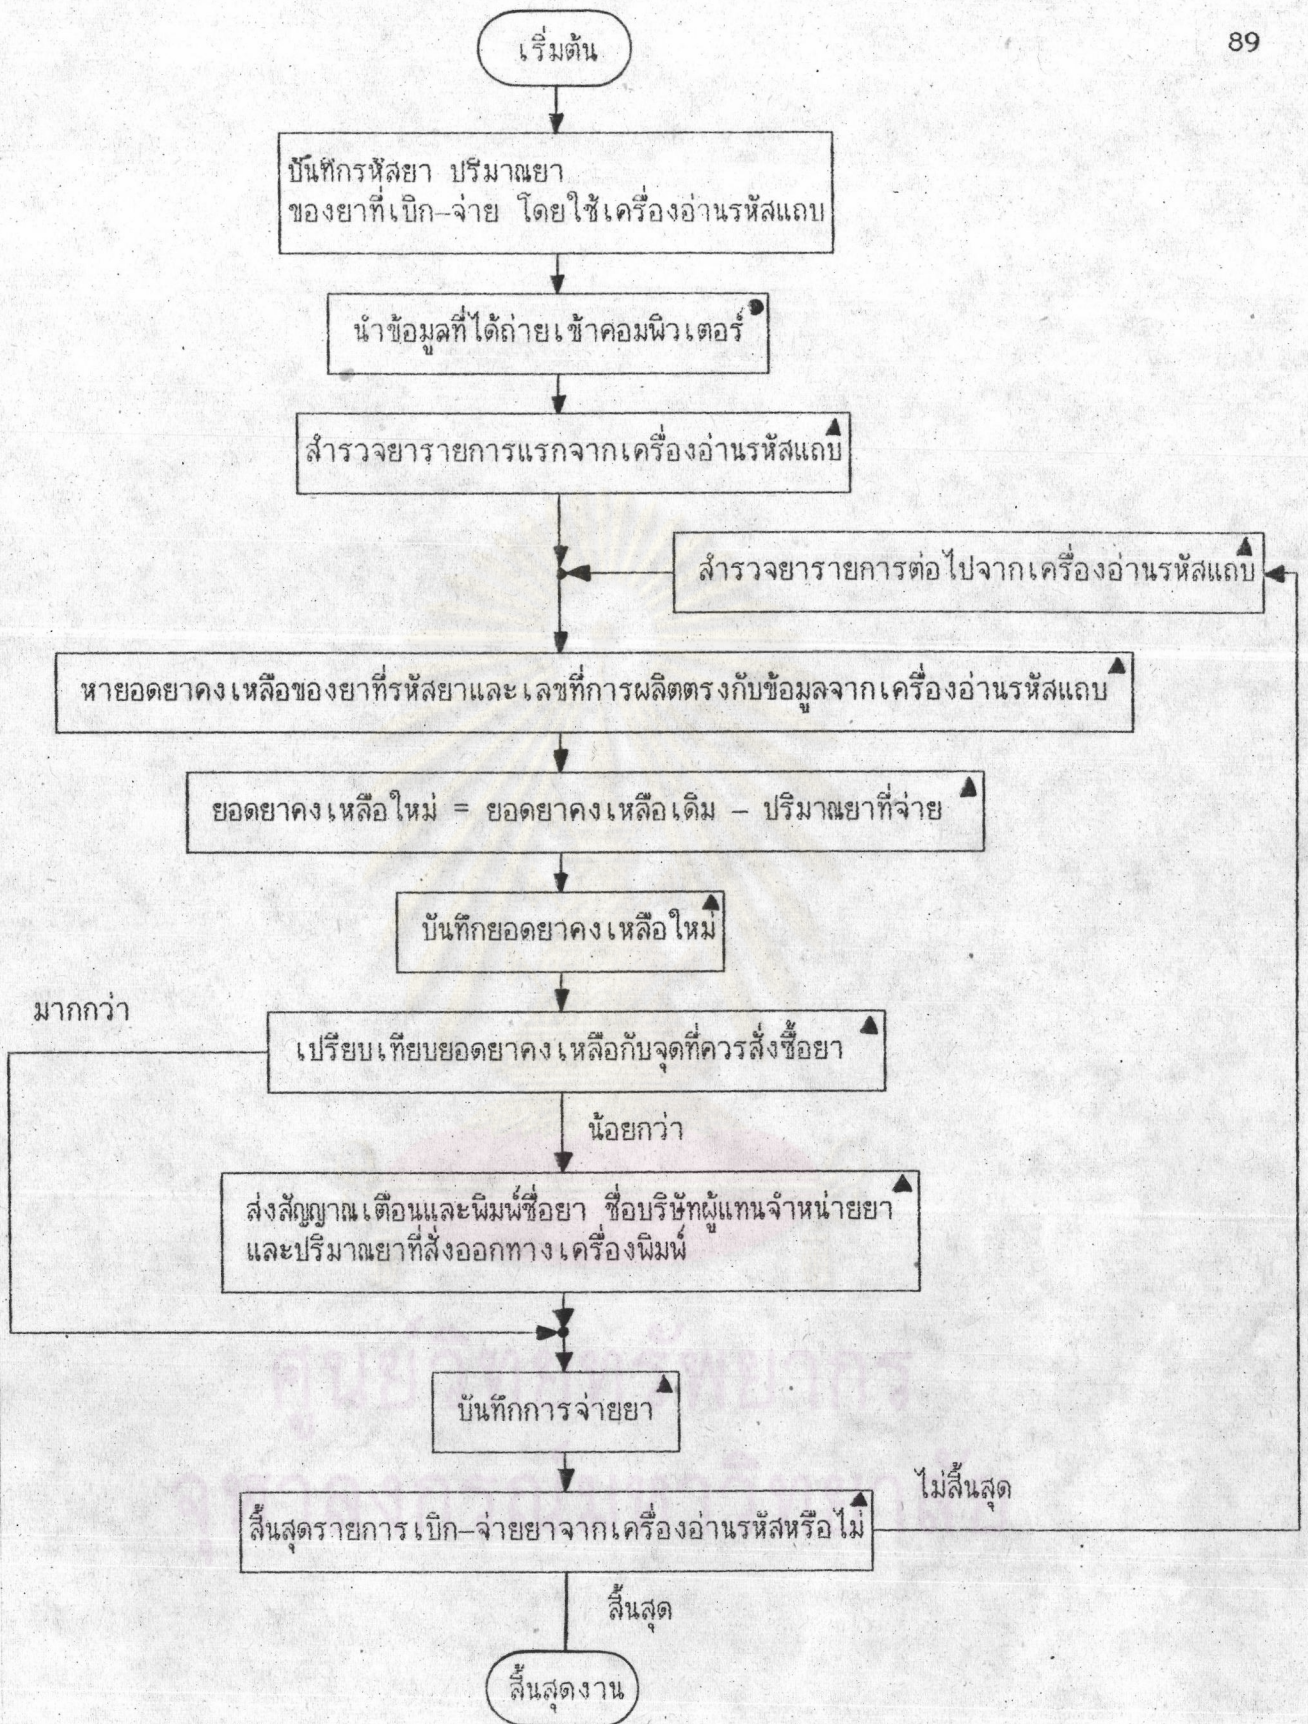 89
เริ่มต้น
บันทึกรหัสยา ปริมาณยา
ของยาที่เบิก-จ่าย โดยใช้เครื่องอ่านรหัสแถบ
นำข้อมูลที่ได้ถ่ายเข้าคอมพิวเตอร์
สำรวจยารายการแรกจากเครื่องอ่านรหัสแถบ
สำรวจยารายการต่อไปจากเครื่องอ่านรหัสแถบ
หายอดยาคงเหลือของยาที่รหัสยาและเลขที่การผลิตตรงกับข้อมูลจากเครื่องอ่านรหัสแถบ
ยอดยาคงเหลือใหม่ = ยอดยาคงเหลือเดิม - ปริมาณยาที่จ่าย
บันทึกยอดยาคงเหลือใหม่
มากกว่า
เปรียบเทียบยอดยาคงเหลือกับจุดที่ควรสั่งซื้อยา
น้อยกว่า
ส่งสัญญาณเตือนและพิมพ์ชื่อยา ชื่อบริษัทผู้แทนจำหน่ายยา
และปริมาณยาที่สั่งออกทางเครื่องพิมพ์
บันทึกการจ่ายยา
ไม่สิ้นสุด
สิ้นสุดรายการเบิก-จ่ายยาจากเครื่องอ่านรหัสหรือไม่
สิ้นสุด
สิ้นสุดงาน